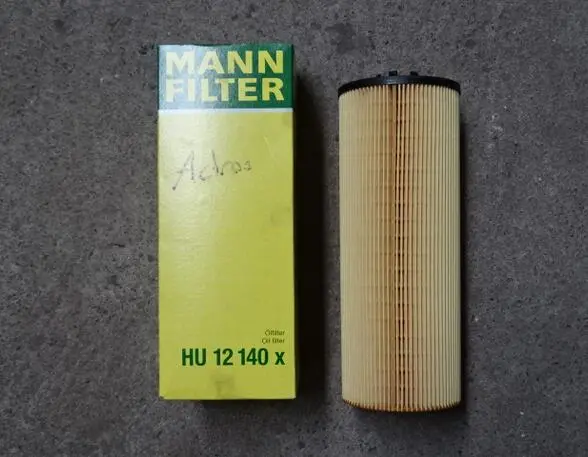 MANN
FILTER
Actros
Ölfilter
Oil filter
HU 12 140 x